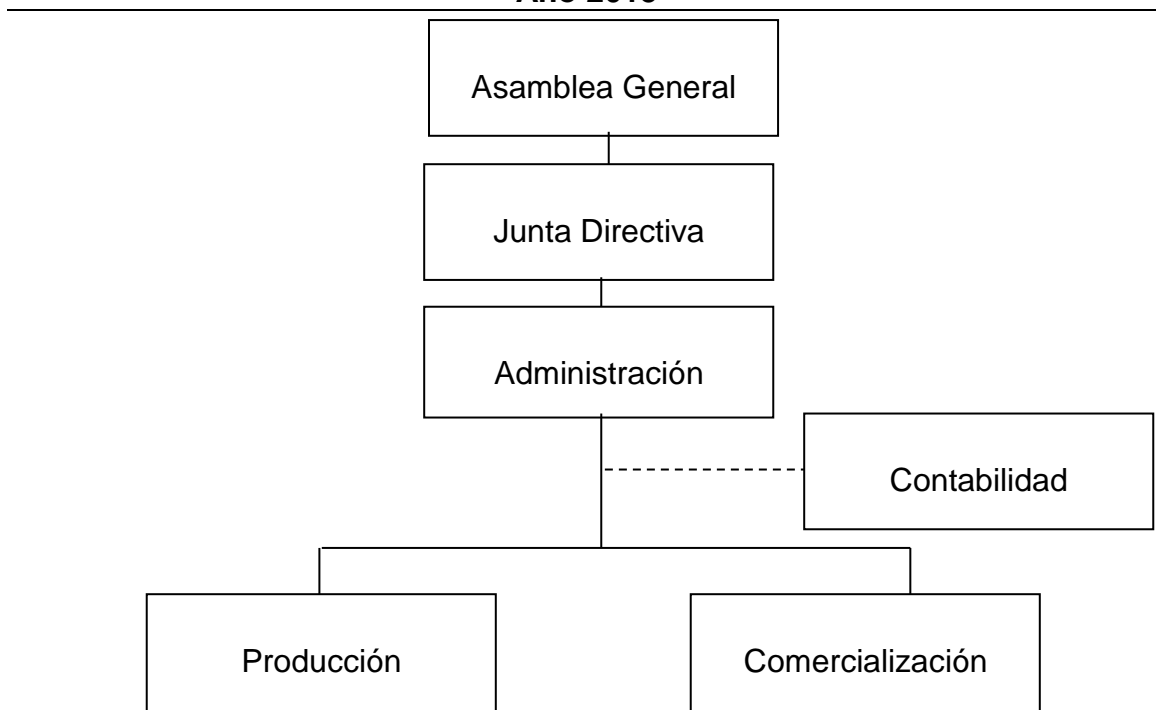 Asamblea General
Junta Directiva
Administración
Contabilidad
Producción
Comercialización